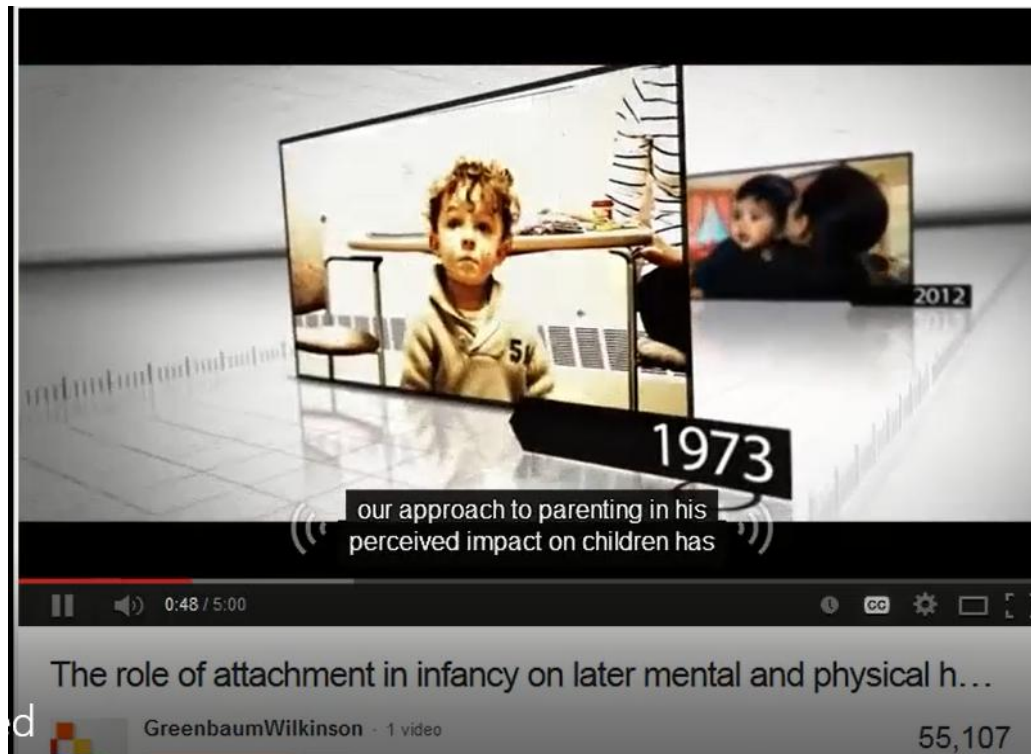 2012
1973
our approach to parenting in his
perceived impact on children has
0:48 / 5:00
CC
The role of attachment in infancy on later mental and physical h...
ed
GreenbaumWilkinson · 1 video
55,107